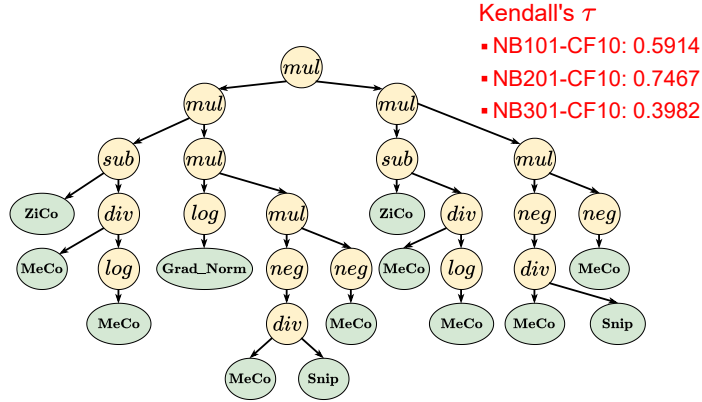 Kendall's τ
▪ NB101-CF10: 0.5914
▪ NB201-CF10: 0.7467
▪ NB301-CF10: 0.3982
mul
mul mul
sub mul sub mul
ZiCo div log mul ZiCo div neg neg
MeCo log Grad_Norm neg neg MeCo log div MeCo
MeCo div MeCo MeCo MeCo Snip
MeCo Snip